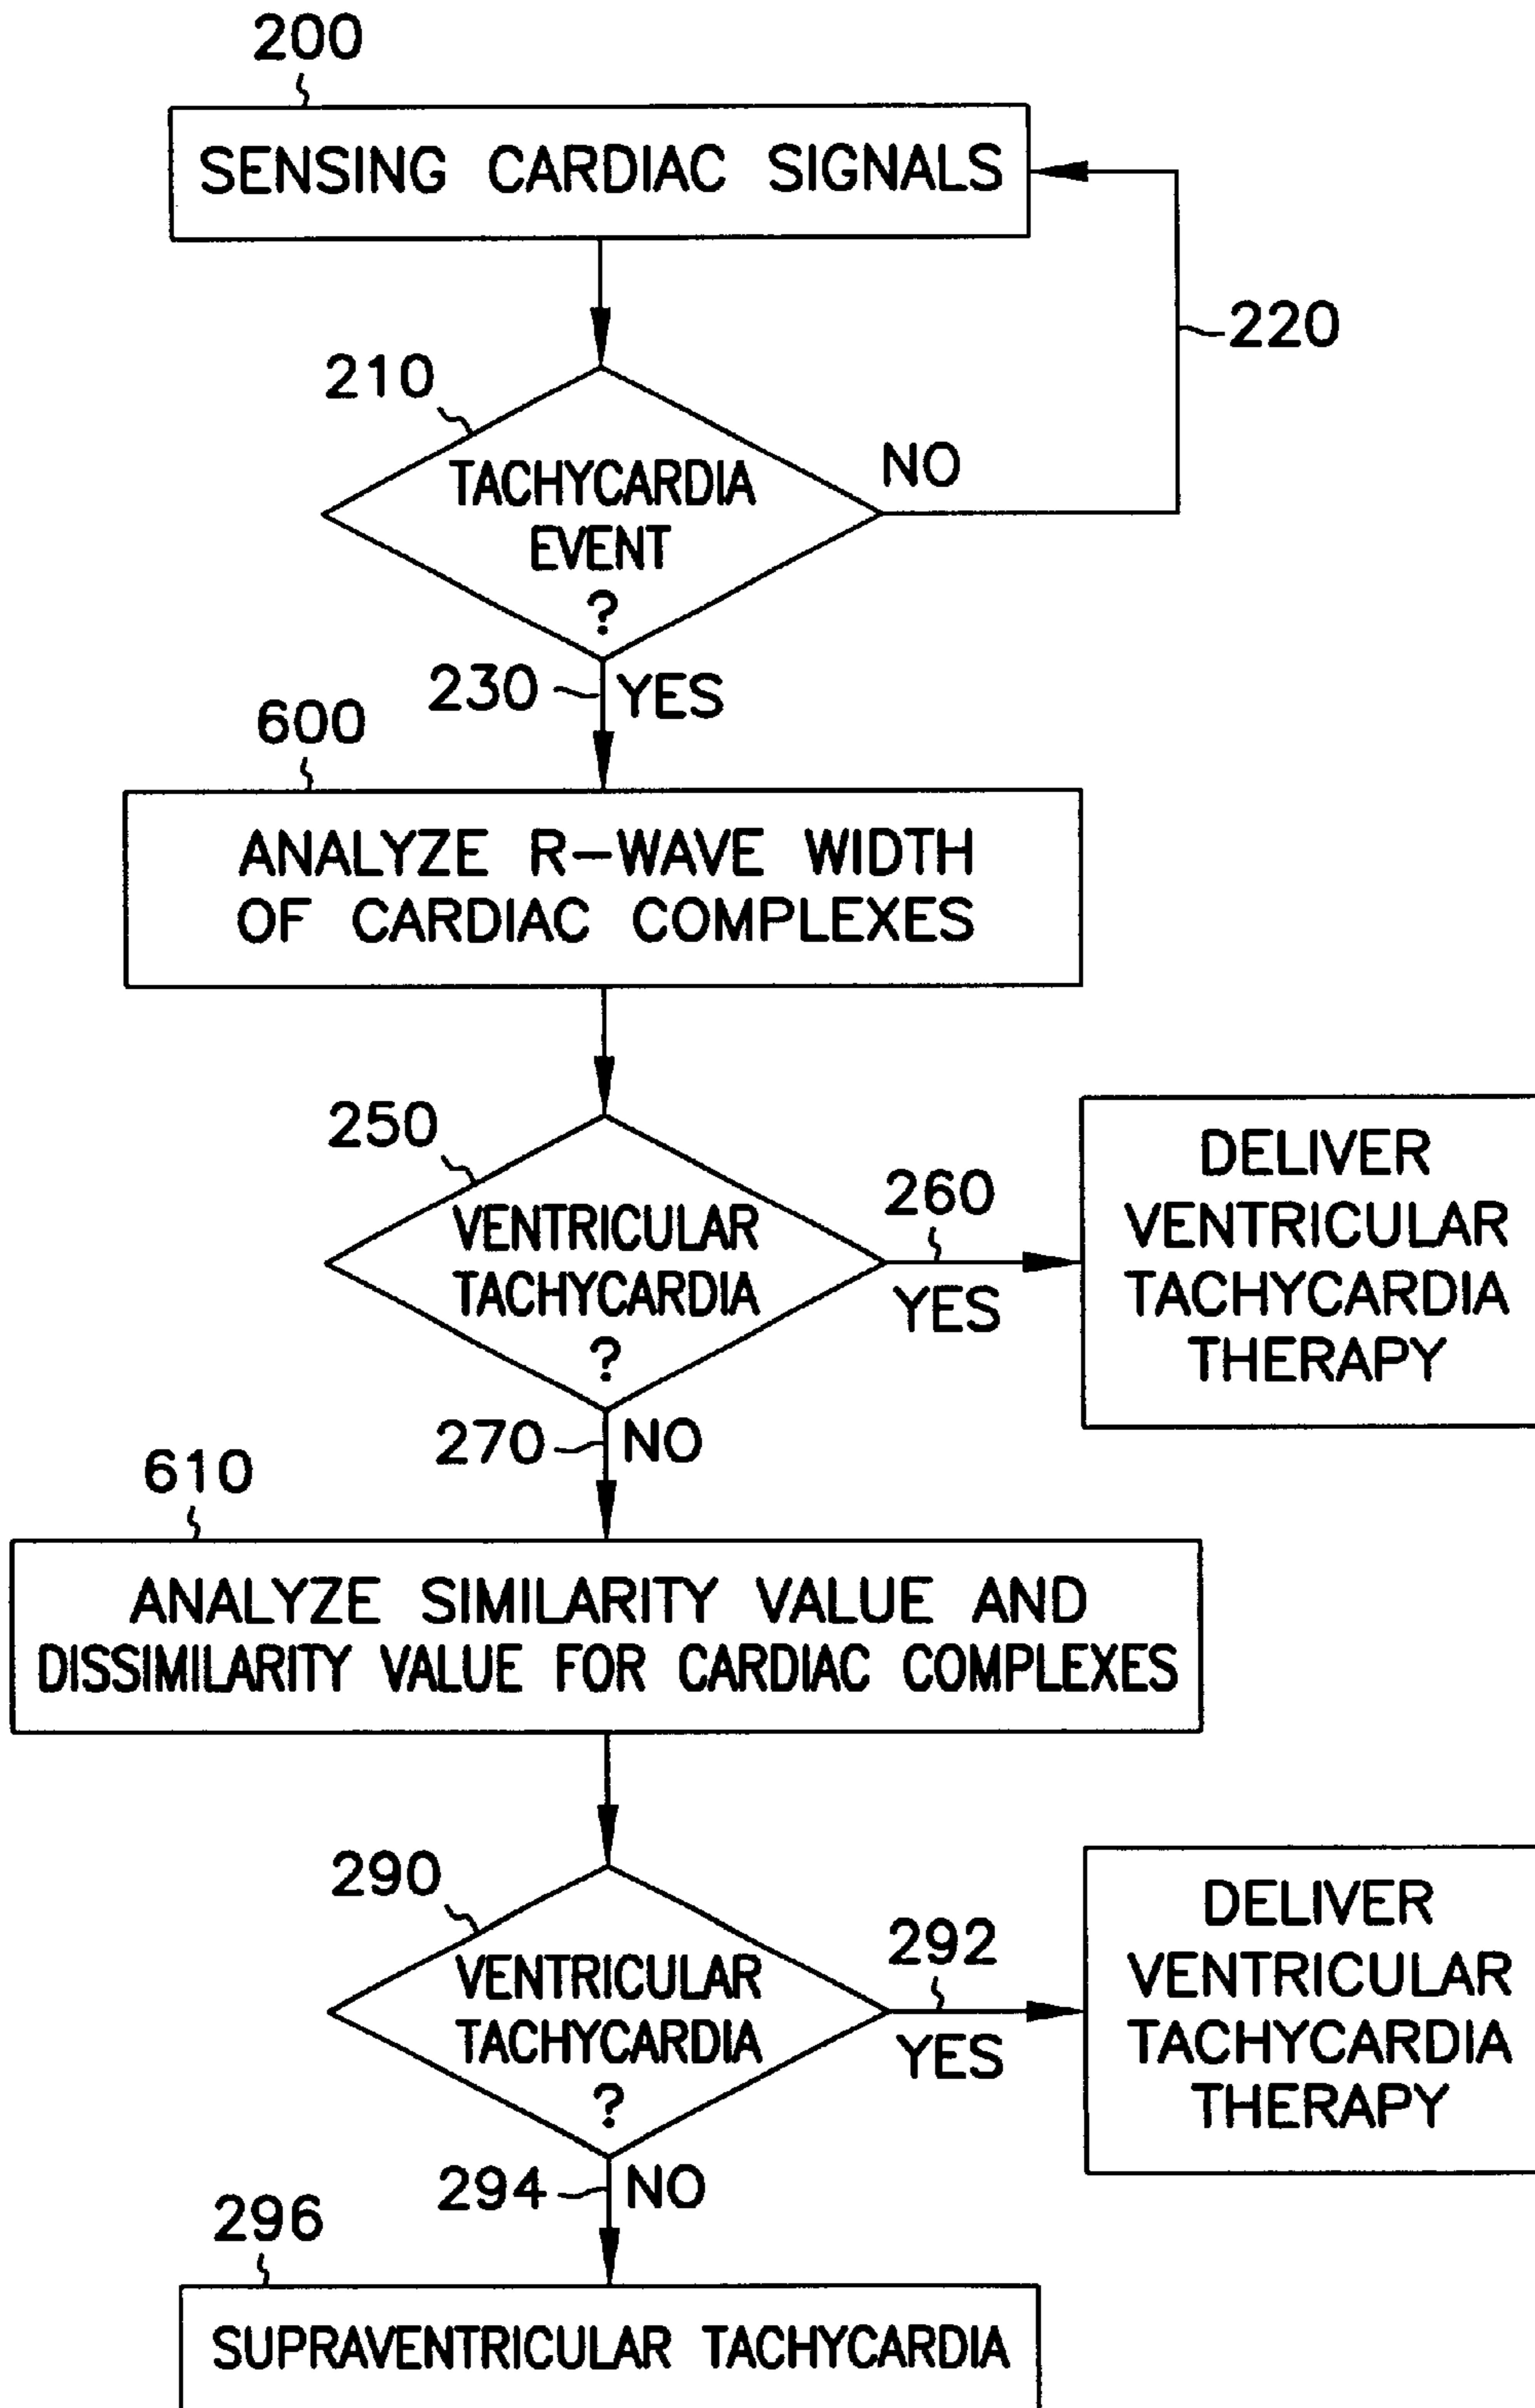 200
SENSING CARDIAC SIGNALS
220
210
TACHYCARDIA
EVENT
?
NO
230
YES
600
ANALYZE R-WAVE WIDTH
OF CARDIAC COMPLEXES
250
VENTRICULAR
TACHYCARDIA
?
260
YES
DELIVER
VENTRICULAR
TACHYCARDIA
THERAPY
270
NO
610
ANALYZE SIMILARITY VALUE AND
DISSIMILARITY VALUE FOR CARDIAC COMPLEXES
290
VENTRICULAR
TACHYCARDIA
?
292
YES
DELIVER
VENTRICULAR
TACHYCARDIA
THERAPY
294
NO
296
SUPRAVENTRICULAR TACHYCARDIA